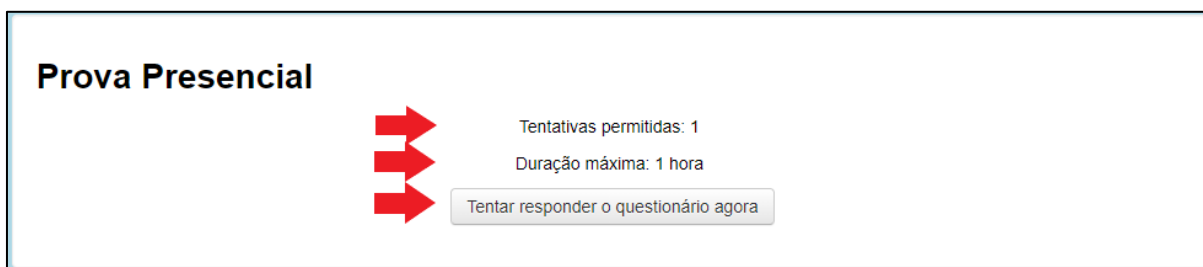 Prova Presencial
Tentativas permitidas: 1
Duração máxima: 1 hora
Tentar responder o questionário agora